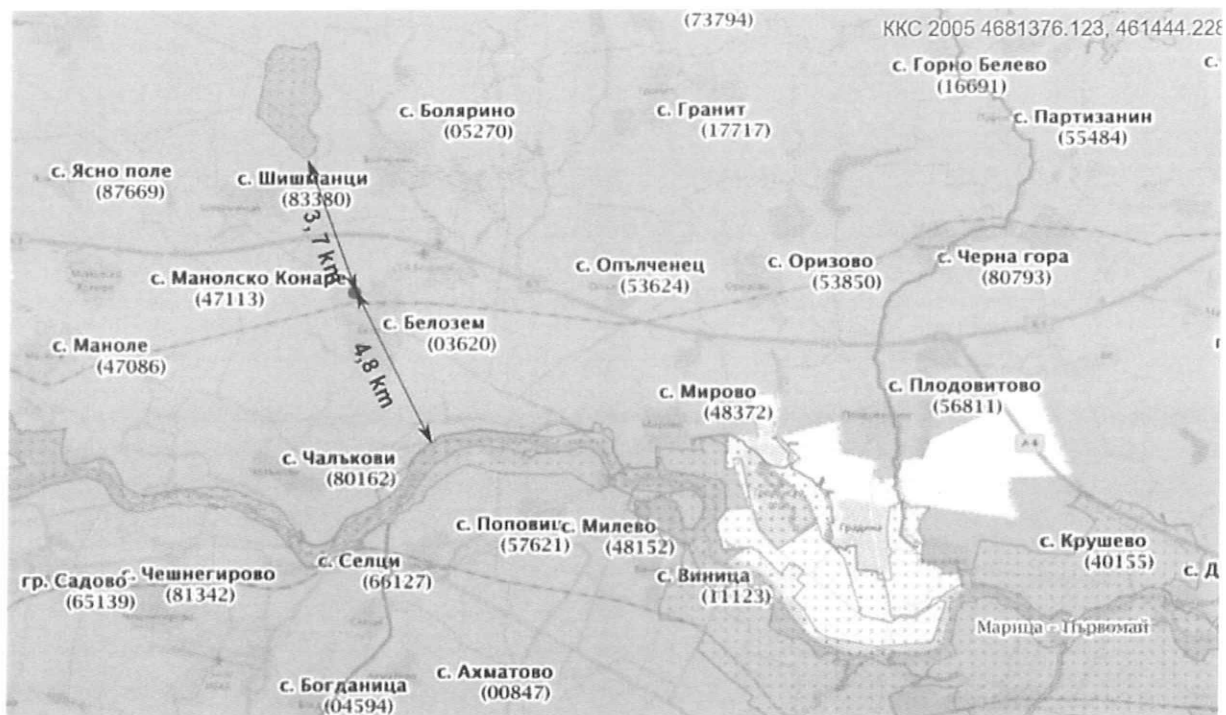 (73794)
ККС 2005 4681376.123, 461444.228
с. Горно Белево
(16691)
с. Болярино
(05270)
с. Гранит
(17717)
с. Партизанин
(55484)
с. Ясно поле
(87669)
с. Шишманци
(83380)
3,7 km
с. Манолско Конаре
(47113)
с. Опълченец
(53624)
с. Оризово
(53850)
с. Черна гора
(80793)
с. Белозем
(03620)
с. Маноле
(47086)
4,8 km
с. Мирово
(48372)
с. Плодовитово
(56811)
А4
с. Чалъкови
(80162)
с. Поповиц
(57621)
с. Милево
(48152)
Градина
с. Крушево
(40155)
с. Селци
(66127)
гр. Садово
(65139)
с. Чешнегирово
(81342)
с. Виница
(11123)
с. Д
Марица - Първомай
с. Ахматово
(00847)
с. Богданица
(04594)